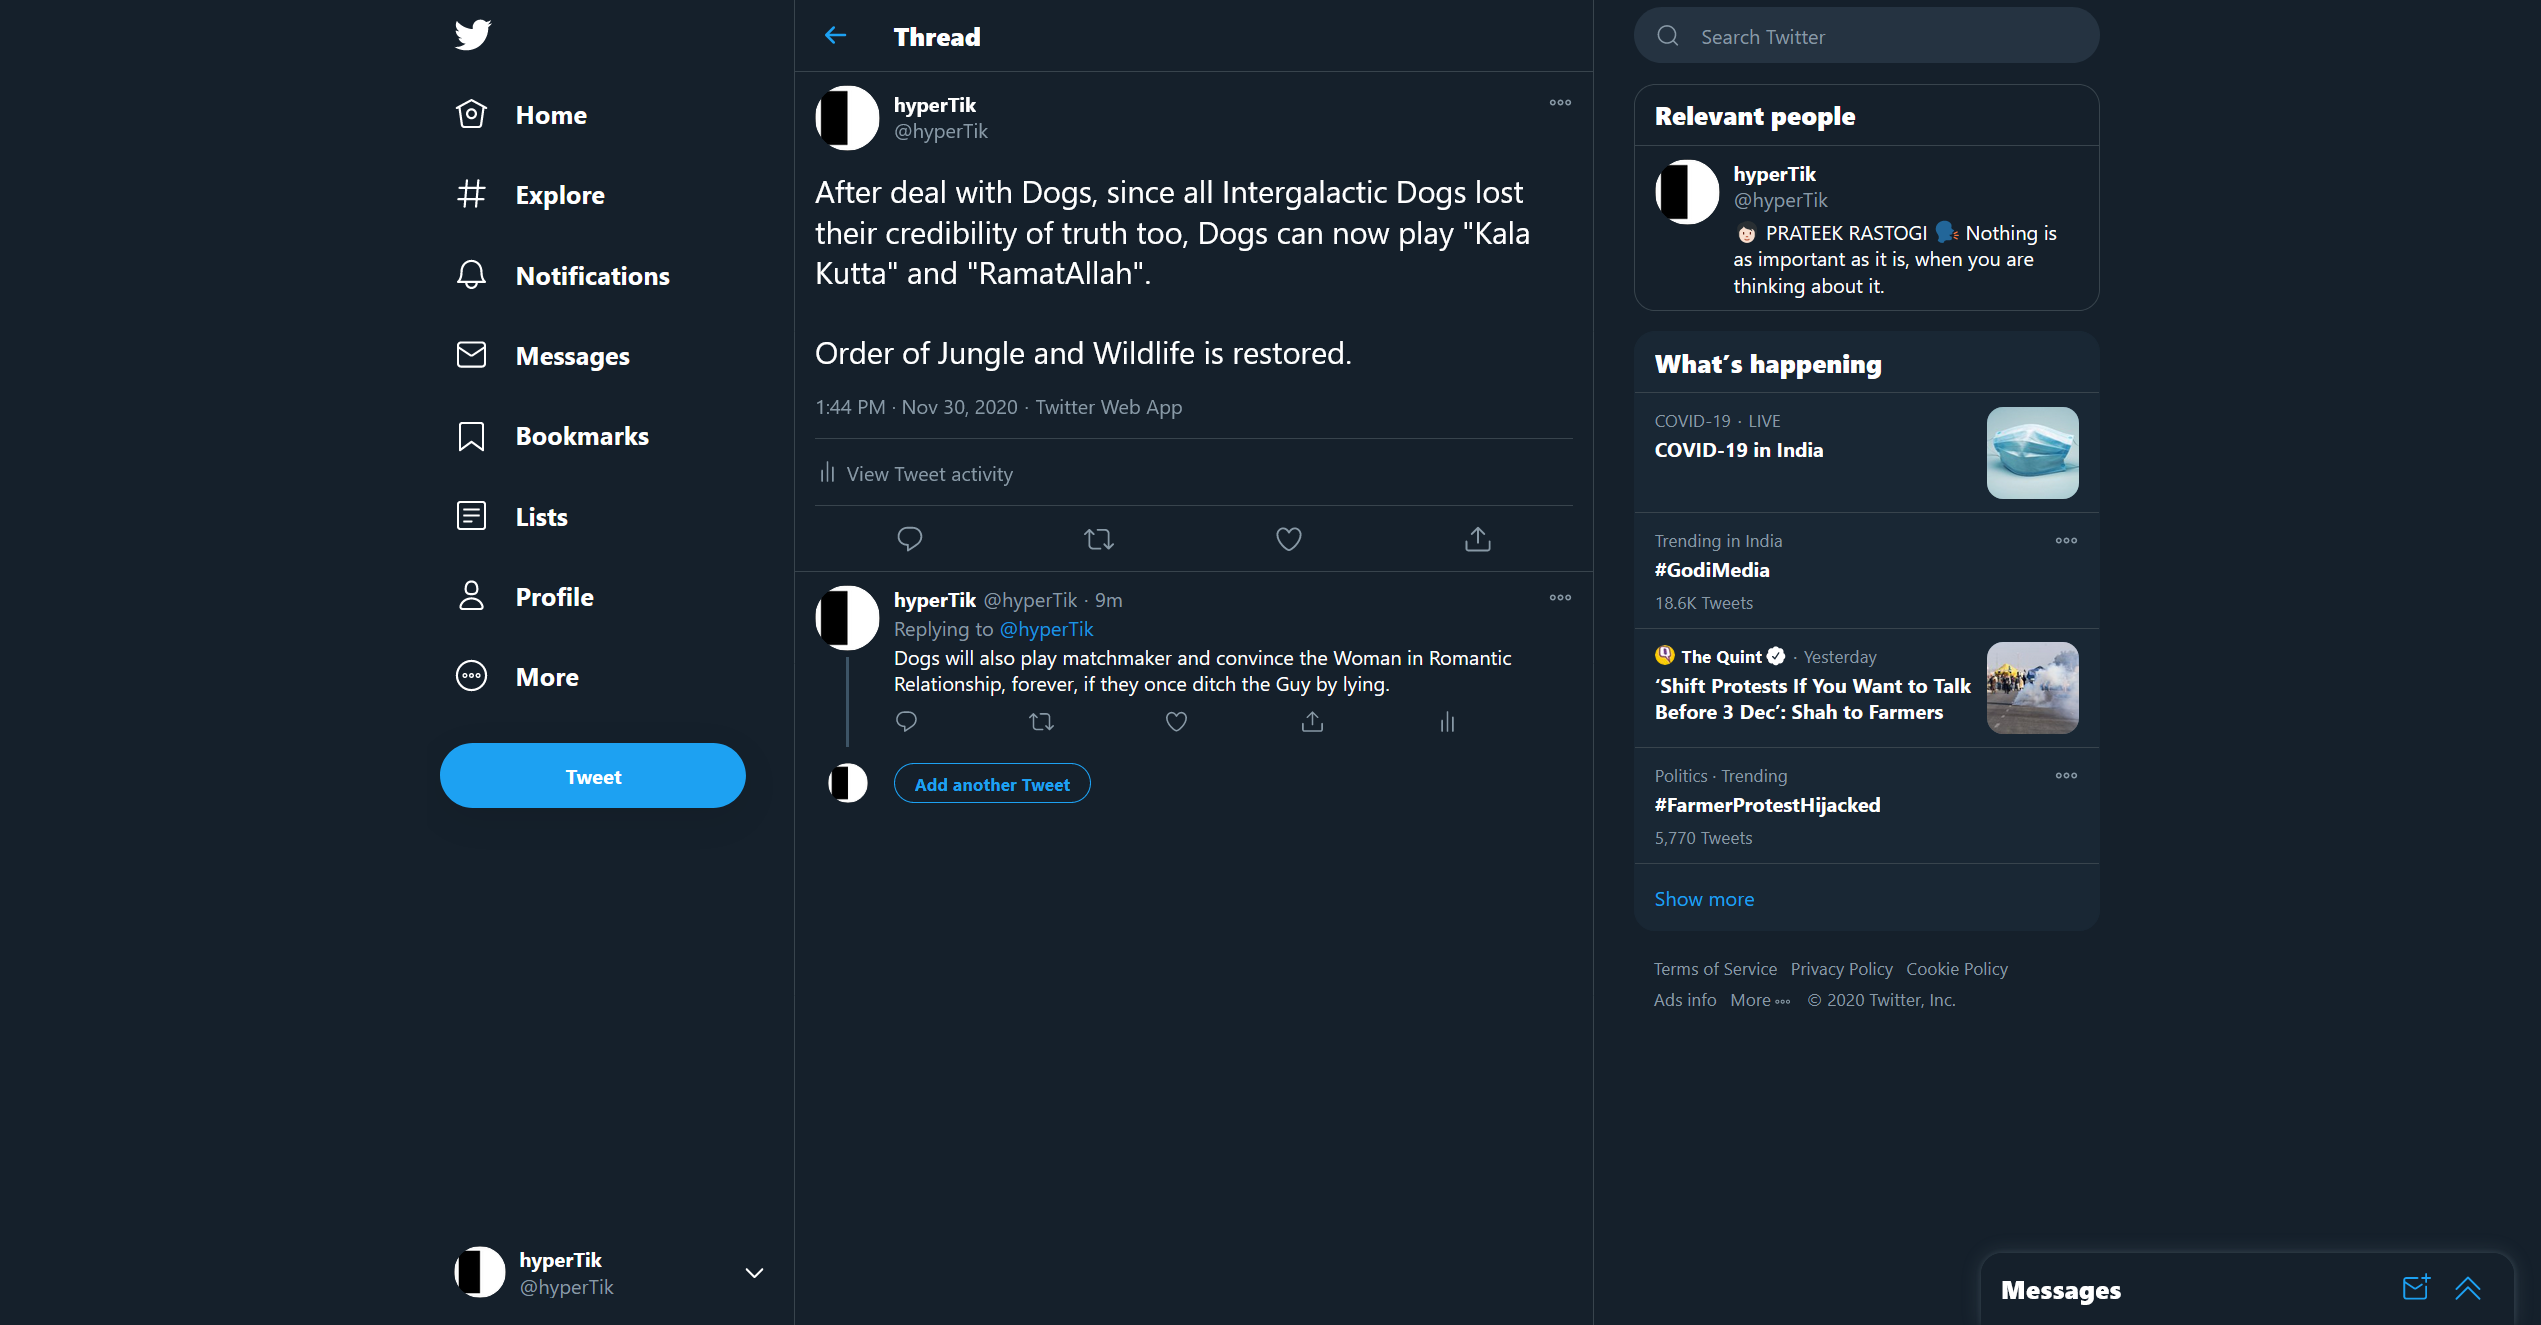 Home
Explore
Notifications
Messages
Bookmarks
Lists
Profile
More
Tweet
hyperTik
@hyperTik
Thread
hyperTik
@hyperTik
After deal with Dogs, since all Intergalactic Dogs lost
their credibility of truth too, Dogs can now play "Kala
Kutta" and "RamatAllah".
Order of Jungle and Wildlife is restored.
1:44 PM · Nov 30, 2020 · Twitter Web App
View Tweet activity
hyperTik @hyperTik · 9m
Replying to @hyperTik
Dogs will also play matchmaker and convince the Woman in Romantic
Relationship, forever, if they once ditch the Guy by lying.
Add another Tweet
Search Twitter
Relevant people
hyperTik
@hyperTik
PRATEEK RASTOGI Nothing is
as important as it is, when you are
thinking about it.
What's happening
COVID-19 · LIVE
COVID-19 in India
Trending in India
#GodiMedia
18.6K Tweets
The Quint · Yesterday
‘Shift Protests If You Want to Talk
Before 3 Dec’: Shah to Farmers
Politics · Trending
#FarmerProtestHijacked
5,770 Tweets
Show more
Terms of Service Privacy Policy Cookie Policy
Ads info More © 2020 Twitter, Inc.
Messages